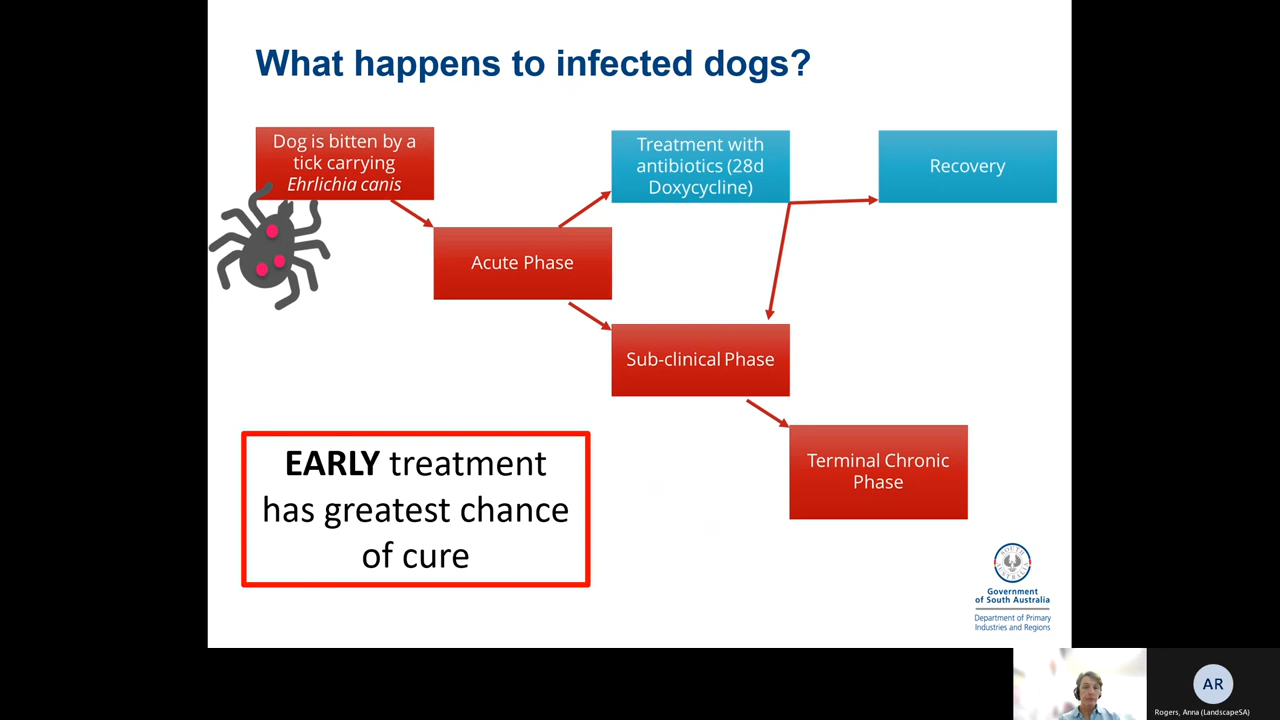 What happens to infected dogs?
Dog is bitten by a
tick carrying
Ehrlichia canis
Treatment with
antibiotics (28d
Doxycycline)
Recovery
Acute Phase
Sub-clinical Phase
Terminal Chronic
Phase
EARLY treatment
has greatest chance
of cure
SOUTH
AUSTRALIA
Government
of South Australia
Department of Primary
Industries and Regions
AR
Rogers, Anna (LandscapeSA)